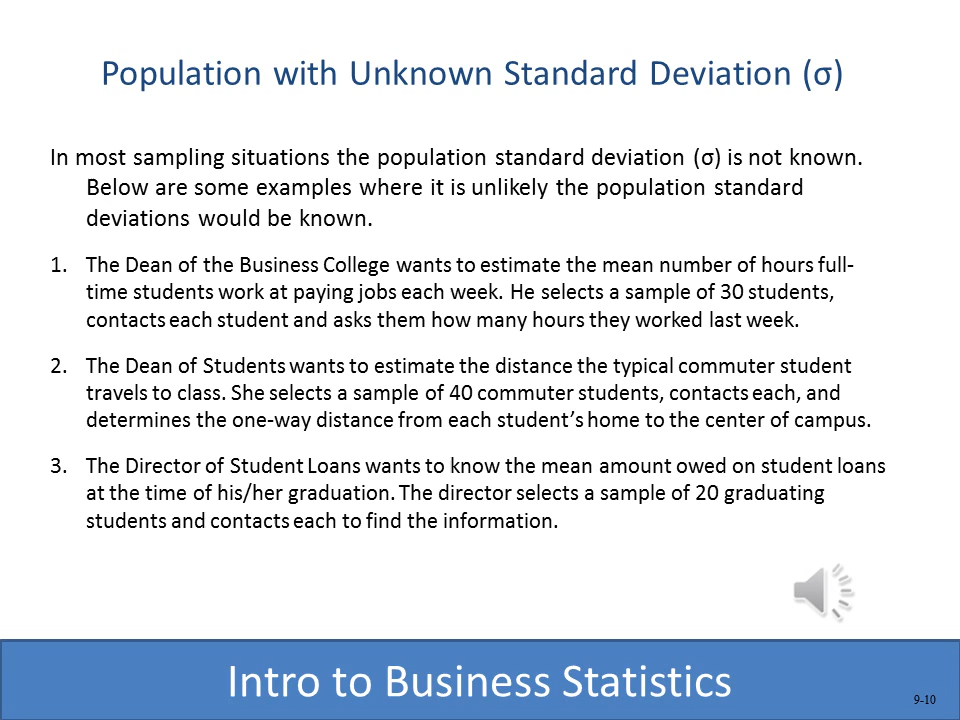 Population with Unknown Standard Deviation (σ)
In most sampling situations the population standard deviation (σ) is not known.
Below are some examples where it is unlikely the population standard
deviations would be known.
1. The Dean of the Business College wants to estimate the mean number of hours full-
time students work at paying jobs each week. He selects a sample of 30 students,
contacts each student and asks them how many hours they worked last week.
2. The Dean of Students wants to estimate the distance the typical commuter student
travels to class. She selects a sample of 40 commuter students, contacts each, and
determines the one-way distance from each student’s home to the center of campus.
3. The Director of Student Loans wants to know the mean amount owed on student loans
at the time of his/her graduation. The director selects a sample of 20 graduating
students and contacts each to find the information.
Intro to Business Statistics
9-10